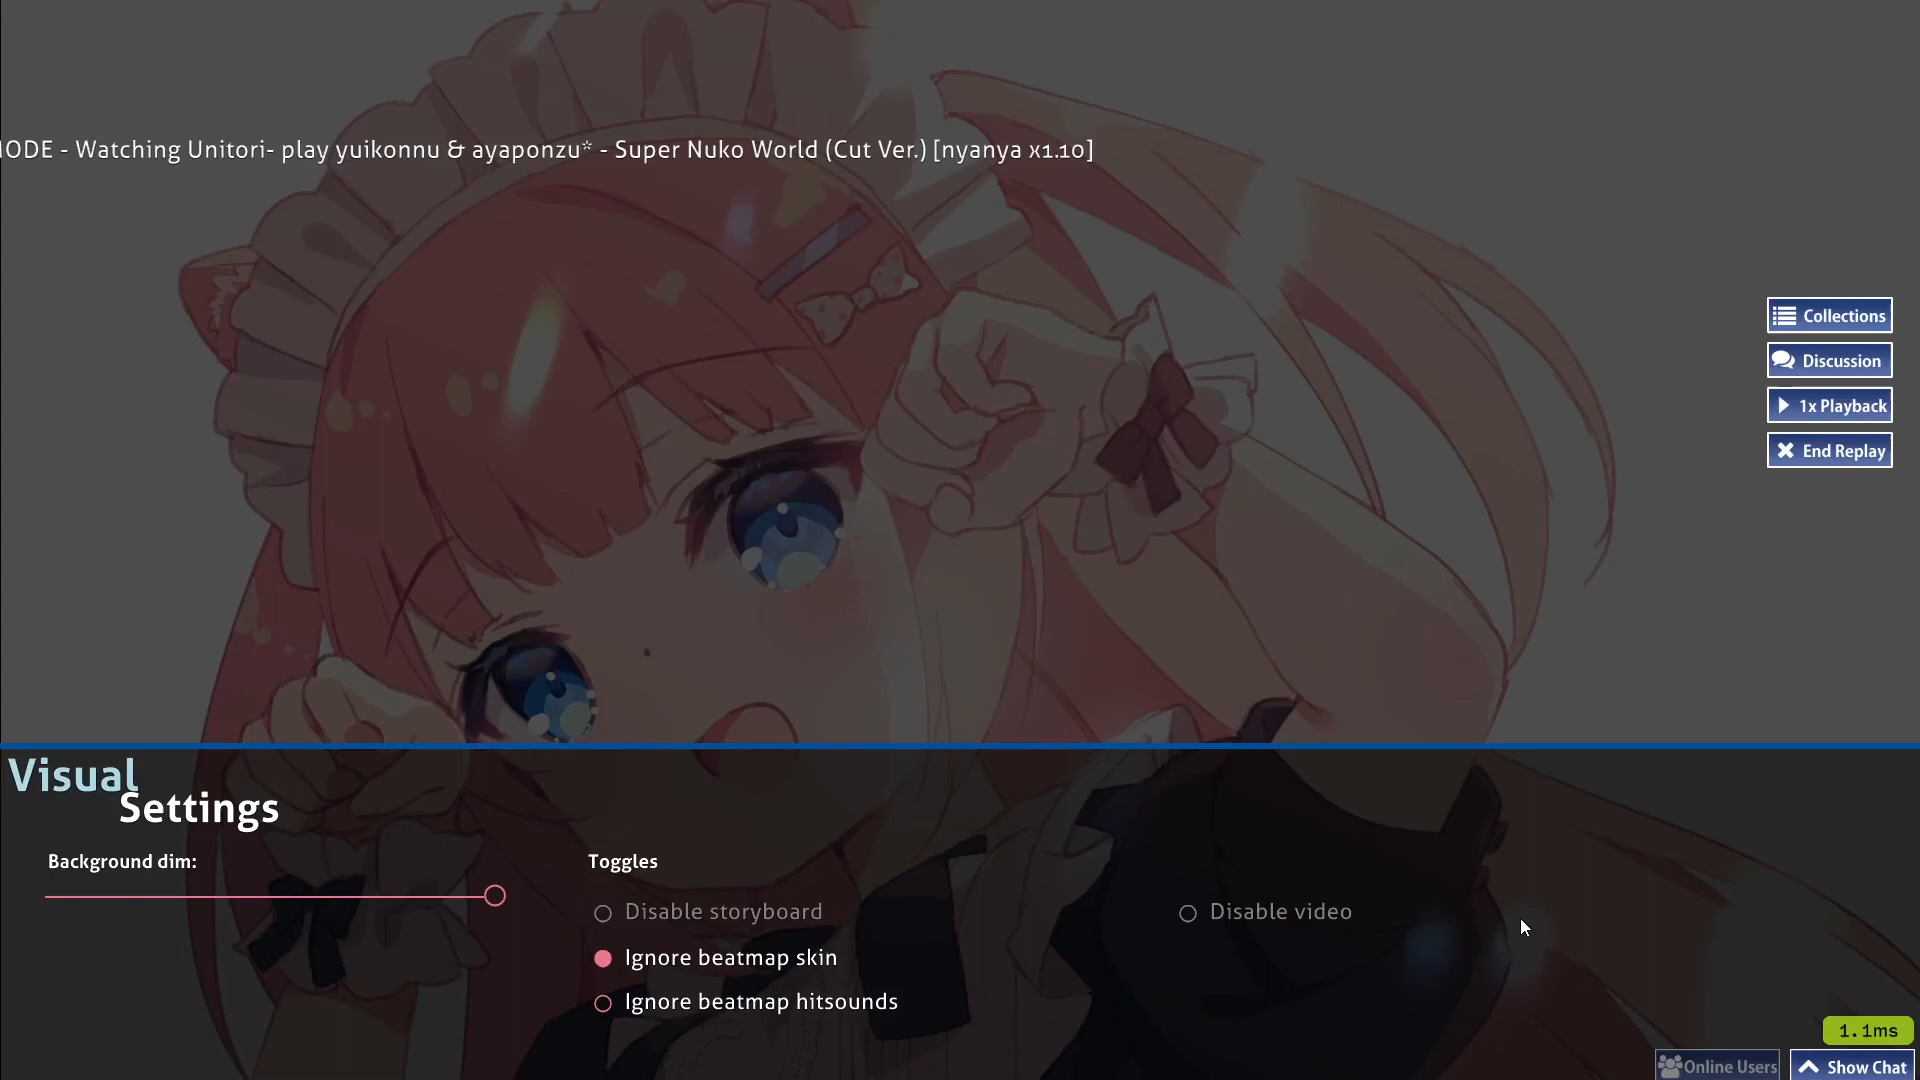 MODE - Watching Unitori- play yuikonnu & ayaponzu* - Super Nuko World (Cut Ver.) [nyanya x1.10]
Collections
Discussion
1x Playback
End Replay
Visual
Settings
Background dim:
Toggles
Disable storyboard
Disable video
Ignore beatmap skin
Ignore beatmap hitsounds
1.1ms
Online Users
Show Chat